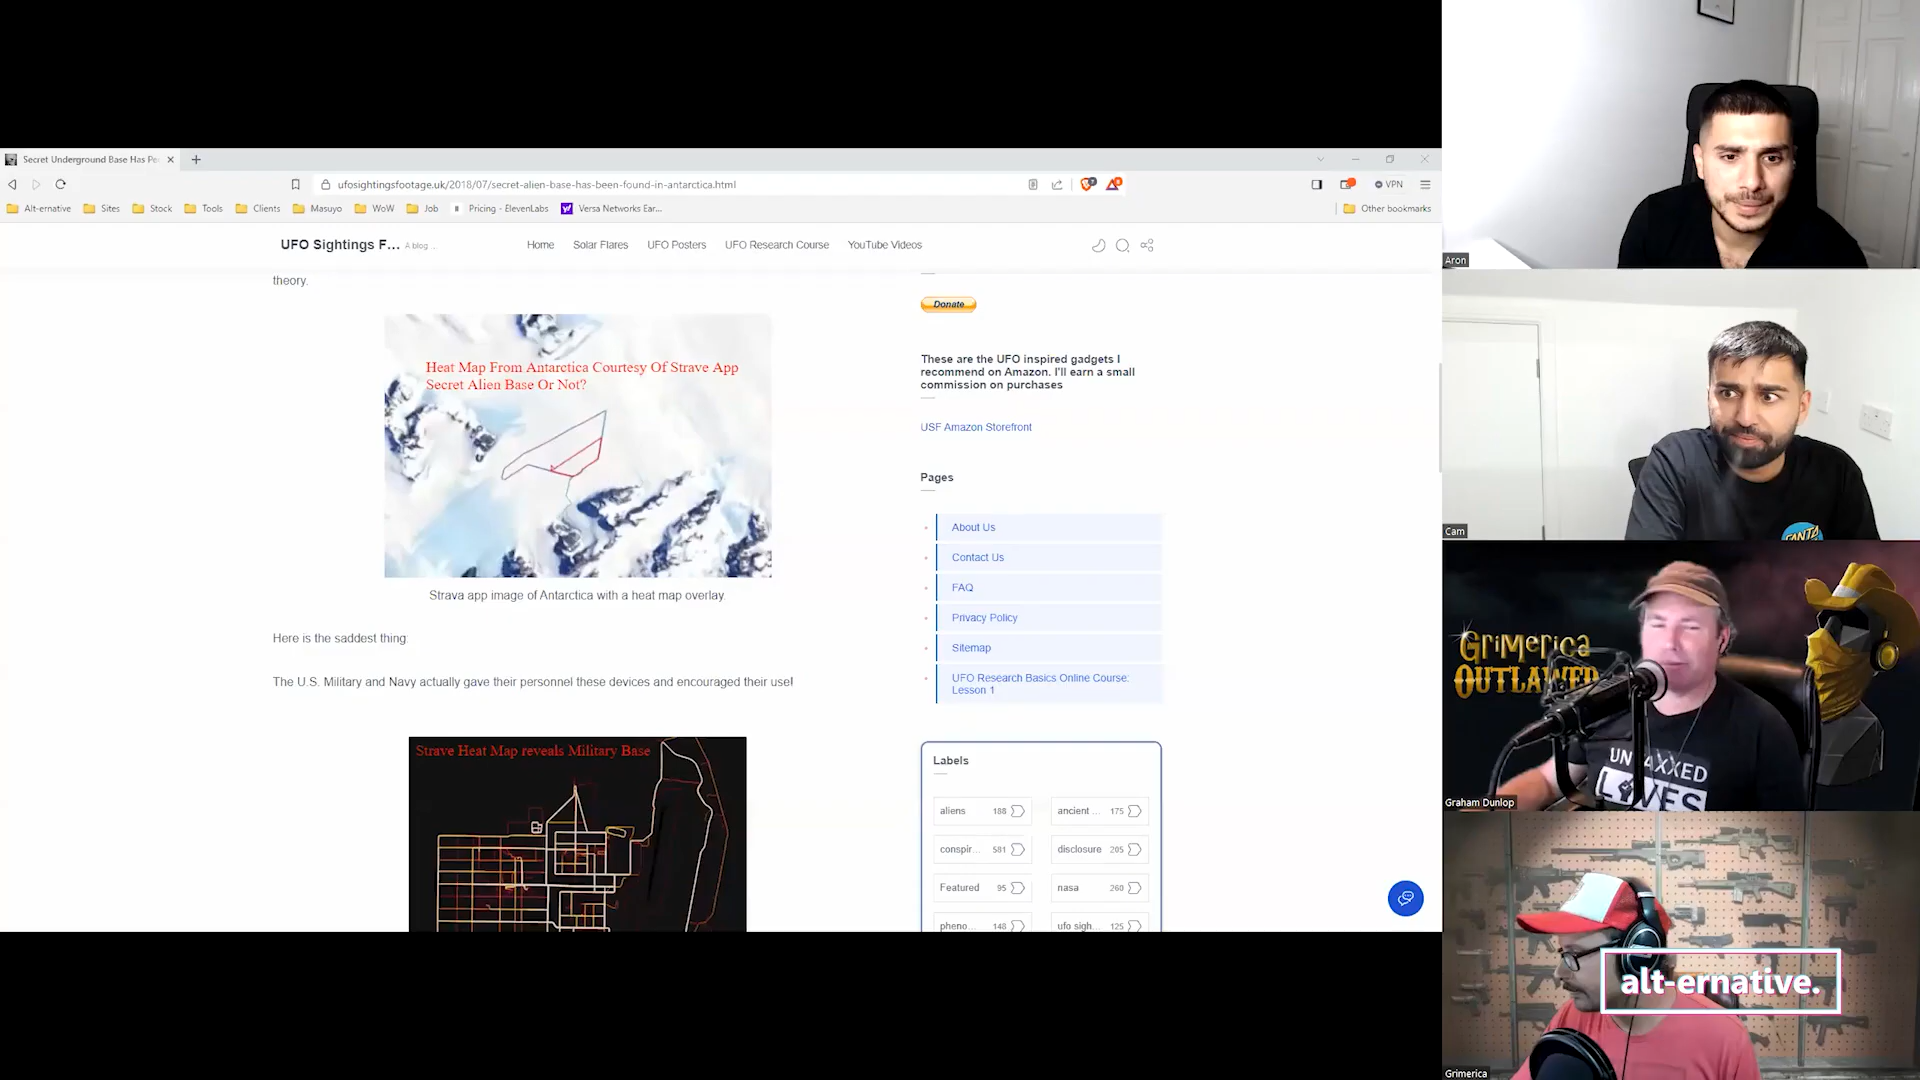 Secret Underground Base Has Pe
ufosightingsfootage.uk/2018/07/secret-alien-base-has-been-found-in-antarctica.html
VPN
Alt-ernative
Sites
Stock
Tools
Clients
Masuyo
WoW
Job
Pricing - ElevenLabs
Versa Networks Ear...
Other bookmarks
UFO Sightings F...
A blog ...
Home
Solar Flares
UFO Posters
UFO Research Course
YouTube Videos
theory.
Heat Map From Antarctica Courtesy Of Strave App
Secret Alien Base Or Not?
Strava app image of Antarctica with a heat map overlay.
Here is the saddest thing:
The U.S. Military and Navy actually gave their personnel these devices and encouraged their use!
Strave Heat Map reveals Military Base
Donate
These are the UFO inspired gadgets I
recommend on Amazon. I'll earn a small
commission on purchases
USF Amazon Storefront
Pages
About Us
Contact Us
FAQ
Privacy Policy
Sitemap
UFO Research Basics Online Course:
Lesson 1
Labels
aliens 188
ancient ... 175
conspir... 581
disclosure 205
Featured 95
nasa 260
pheno... 148
ufo sigh... 125
Aron
Cam
GRIMERICA
OUTLAWED
UNVAXXED
LIVES
Graham Dunlop
alt-ernative.
Grimerica